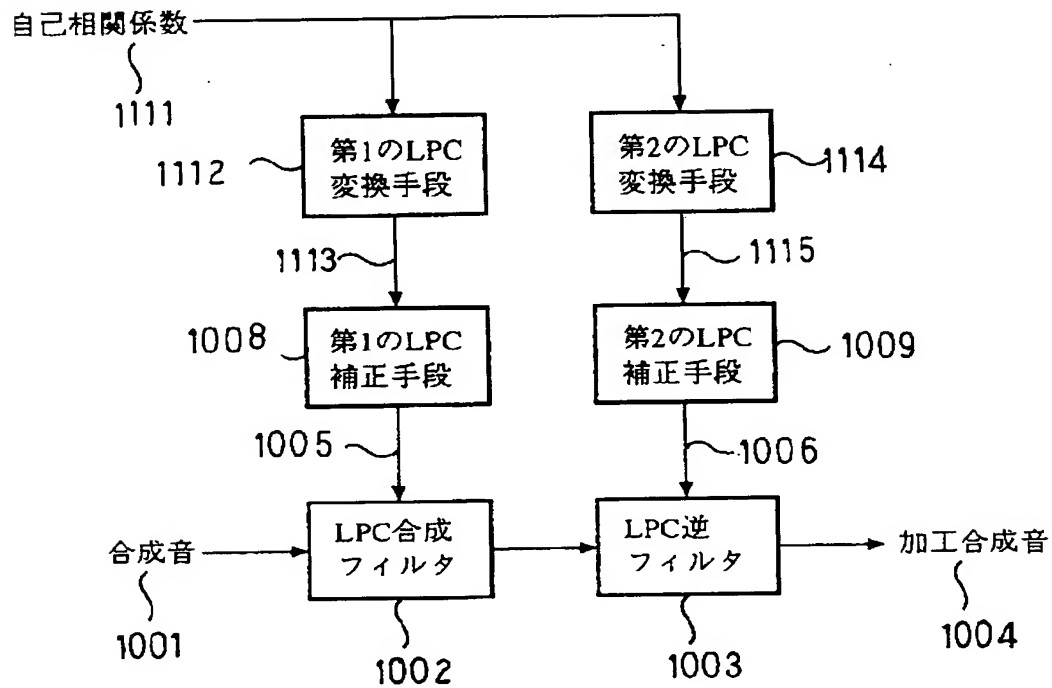 自己相関係数
1111
第1のLPC
変換手段
1112
第2のLPC
変換手段
1114
1113
1115
第1のLPC
補正手段
1008
第2のLPC
補正手段
1009
1005
1006
合成音
1001
LPC合成
フィルタ
1002
LPC逆
フィルタ
1003
加工合成音
1004